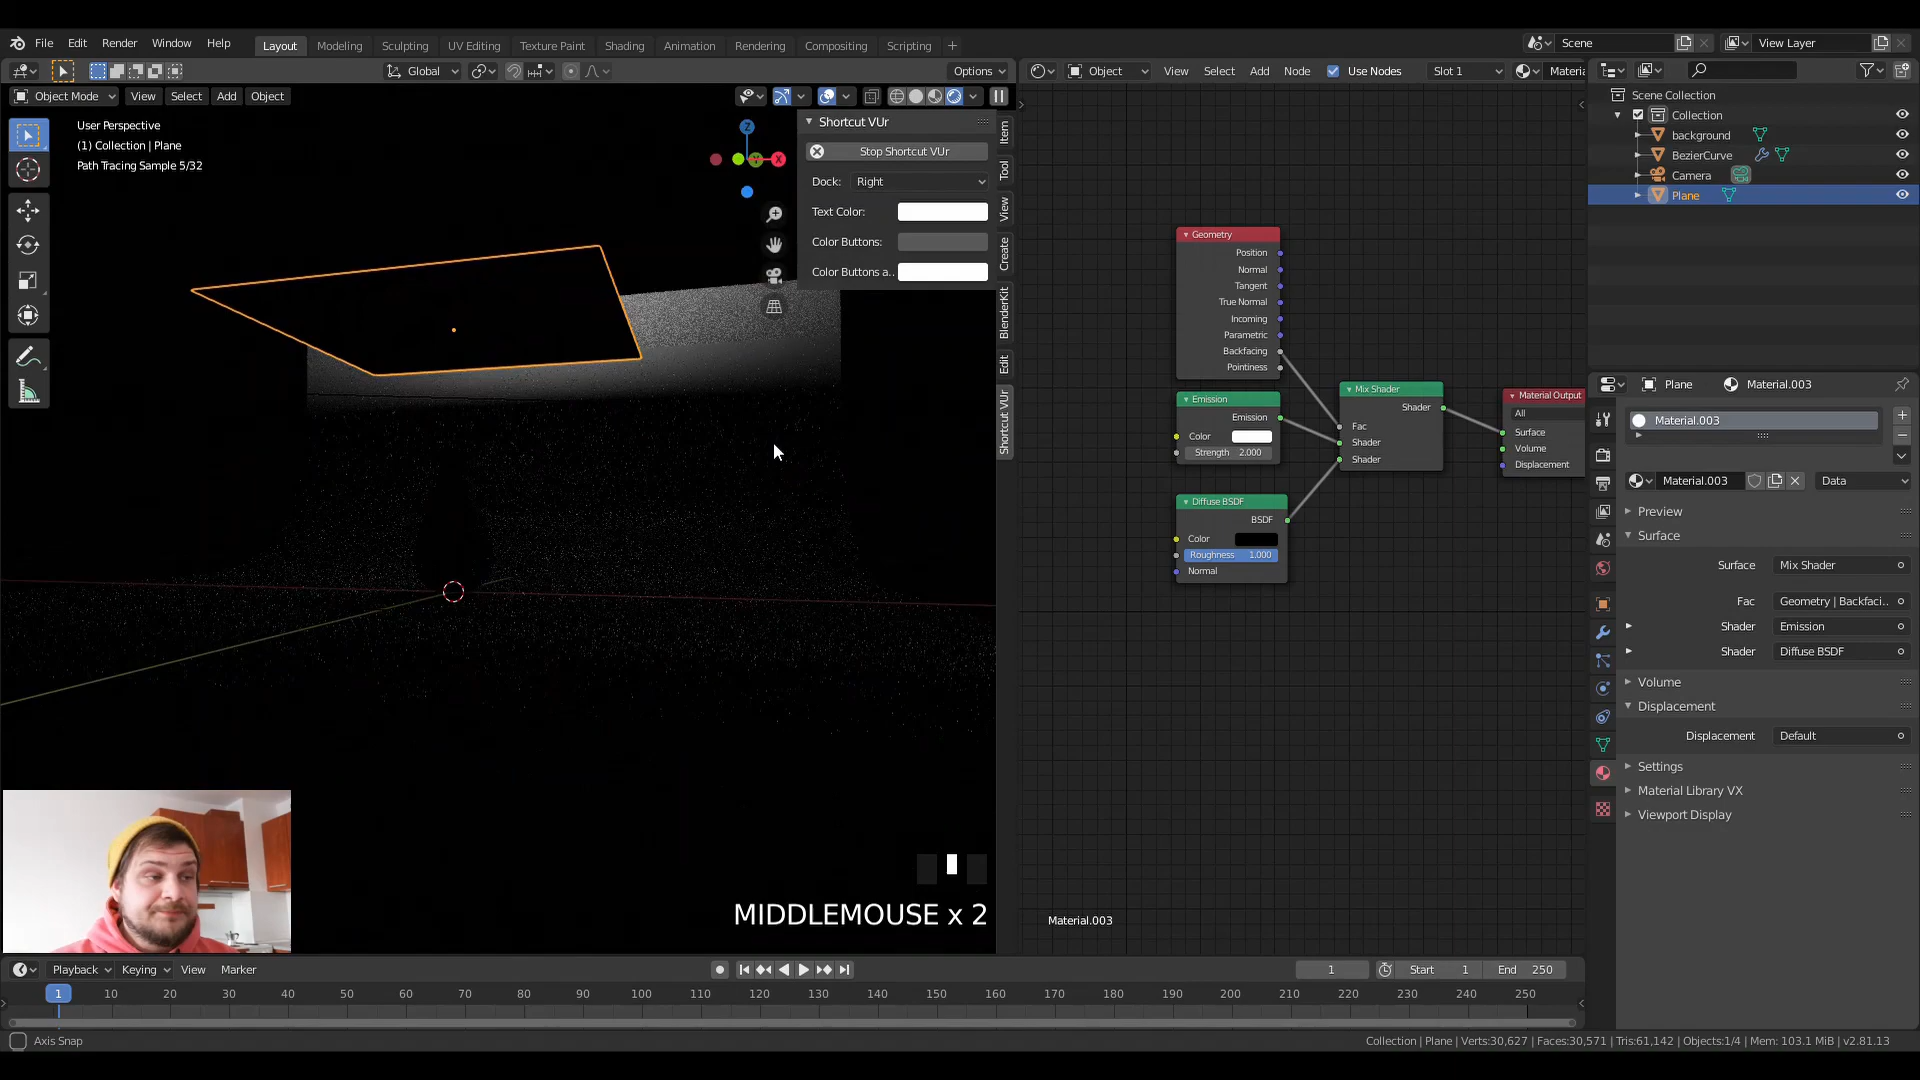 File Edit Render Window Help Layout Modeling Sculpting UV Editing Texture Paint Shading Animation Rendering Compositing Scripting + Scene View Layer
Global Options Object View Select Add Node Use Nodes Slot 1 Materia
Object Mode View Select Add Object
User Perspective
(1) Collection | Plane
Path Tracing Sample 5/32
Z
X
Shortcut VUr
Stop Shortcut VUr
Dock: Right
Text Color:
Color Buttons:
Color Buttons a..
Item
Tool
View
Create
BlenderKit
Edit
Shortcut VUr
Geometry
Position
Normal
Tangent
True Normal
Incoming
Parametric
Backfacing
Pointiness
Emission
Emission
Color
Strength 2.000
Diffuse BSDF
BSDF
Color
Roughness 1.000
Normal
Mix Shader
Shader
Fac
Shader
Shader
Material Output
All
Surface
Volume
Displacement
Material.003
Scene Collection
Collection
background
BezierCurve
Camera
Plane
Plane Material.003
Material.003
Material.003 Data
Preview
Surface
Surface Mix Shader
Fac Geometry | Backfaci..
Shader Emission
Shader Diffuse BSDF
Volume
Displacement
Displacement Default
Settings
Material Library VX
Viewport Display
MIDDLEMOUSE x 2
Playback Keying View Marker 1 Start 1 End 250
1 10 20 30 40 50 60 70 80 90 100 110 120 130 140 150 160 170 180 190 200 210 220 230 240 250
Axis Snap Collection | Plane | Verts:30,627 | Faces:30,571 | Tris:61,142 | Objects:1/4 | Mem: 103.1 MiB | v2.81.13